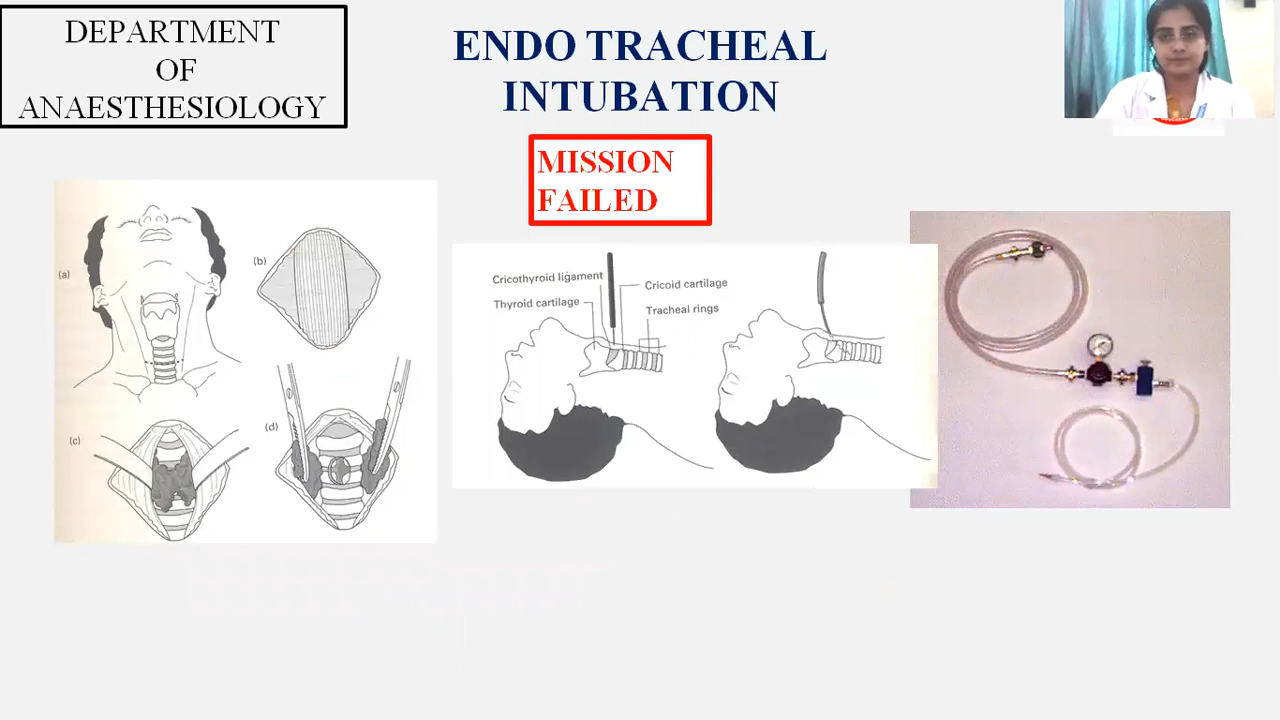 DEPARTMENT
OF
ANAESTHESIOLOGY
ENDO TRACHEAL
INTUBATION
MISSION
FAILED
(a)
(b)
(c)
(d)
Cricothyroid ligament
Thyroid cartilage
Cricoid cartilage
Tracheal rings